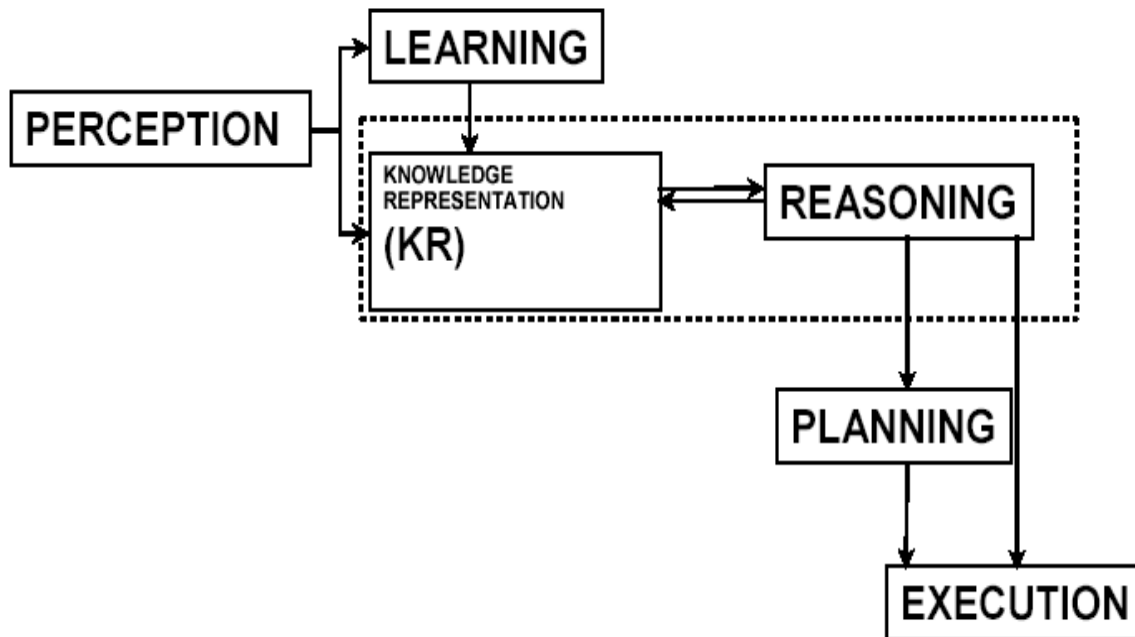 LEARNING
PERCEPTION
KNOWLEDGE
REPRESENTATION
(KR)
REASONING
PLANNING
EXECUTION